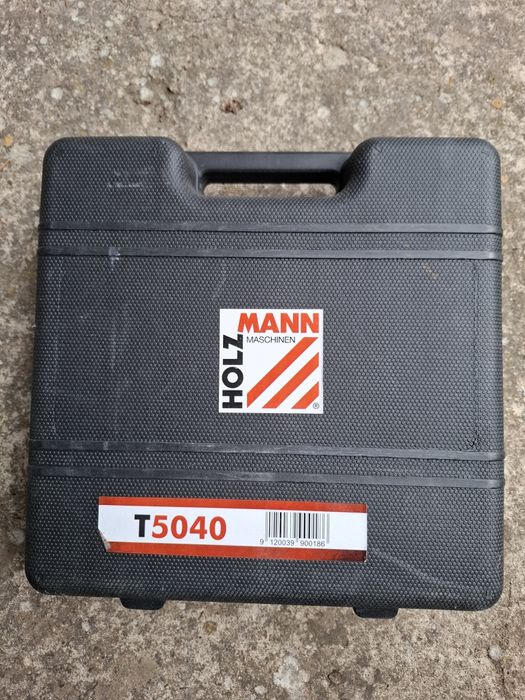 HOLZ
MANN
MASCHINEN
®
T5040
9 120039 900186